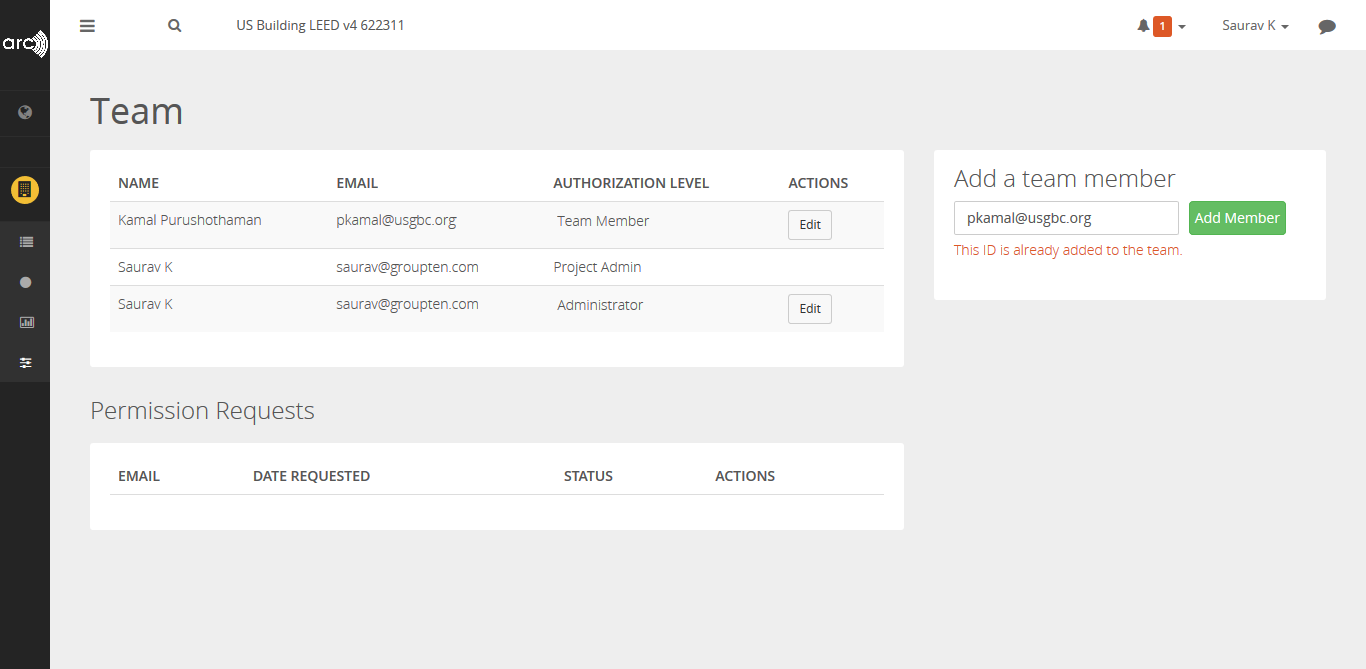 arc
US Building LEED v4 622311
1
Saurav K
Team
NAME EMAIL AUTHORIZATION LEVEL ACTIONS
Kamal Purushothaman pkamal@usgbc.org Team Member Edit
Saurav K saurav@groupten.com Project Admin
Saurav K saurav@groupten.com Administrator Edit
Add a team member
pkamal@usgbc.org Add Member
This ID is already added to the team.
Permission Requests
EMAIL DATE REQUESTED STATUS ACTIONS